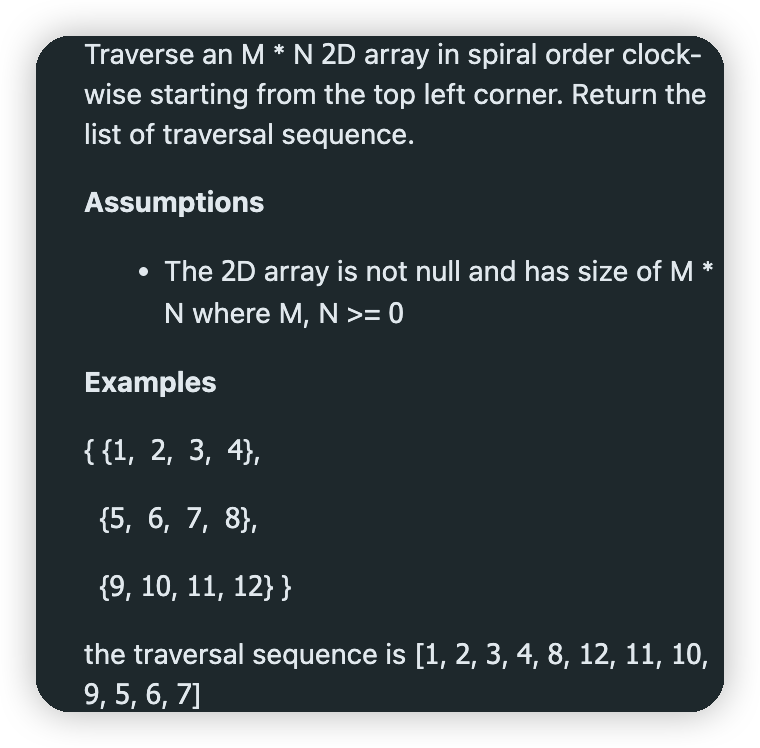 Traverse an M * N 2D array in spiral order clock-
wise starting from the top left corner. Return the
list of traversal sequence.
Assumptions
• The 2D array is not null and has size of M *
N where M, N >= 0
Examples
{ {1, 2, 3, 4},
{5, 6, 7, 8},
{9, 10, 11, 12} }
the traversal sequence is [1, 2, 3, 4, 8, 12, 11, 10,
9, 5, 6, 7]